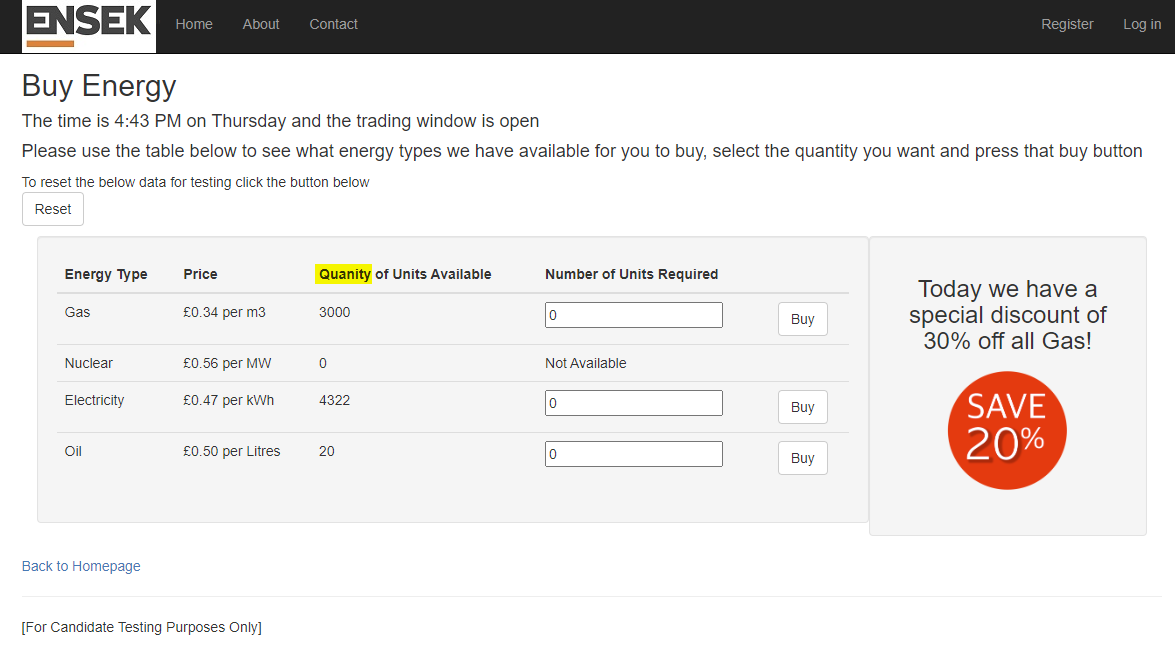 ENSEK Home About Contact Register Log in
Buy Energy
The time is 4:43 PM on Thursday and the trading window is open
Please use the table below to see what energy types we have available for you to buy, select the quantity you want and press that buy button
To reset the below data for testing click the button below
Reset
Energy Type Price Quanity of Units Available Number of Units Required
Gas £0.34 per m3 3000 0 Buy
Nuclear £0.56 per MW 0 Not Available
Electricity £0.47 per kWh 4322 0 Buy
Oil £0.50 per Litres 20 0 Buy
Today we have a
special discount of
30% off all Gas!
SAVE
20%
Back to Homepage
[For Candidate Testing Purposes Only]